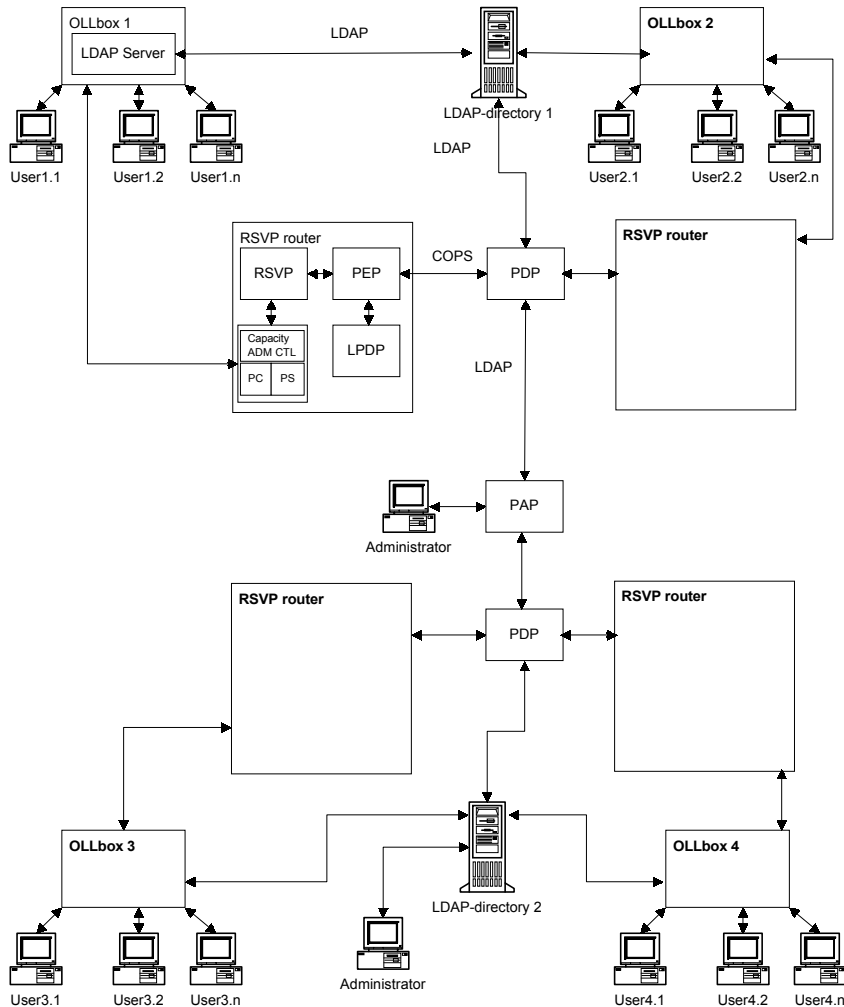 OLLbox 1
LDAP Server
LDAP
OLLbox 2
LDAP-directory 1
LDAP
User1.1
User1.2
User1.n
User2.1
User2.2
User2.n
RSVP router
RSVP
PEP
COPS
PDP
RSVP router
Capacity
ADM CTL
LPDP
PC
PS
LDAP
PAP
Administrator
RSVP router
RSVP router
PDP
OLLbox 3
OLLbox 4
LDAP-directory 2
Administrator
User3.1
User3.2
User3.n
User4.1
User4.2
User4.n